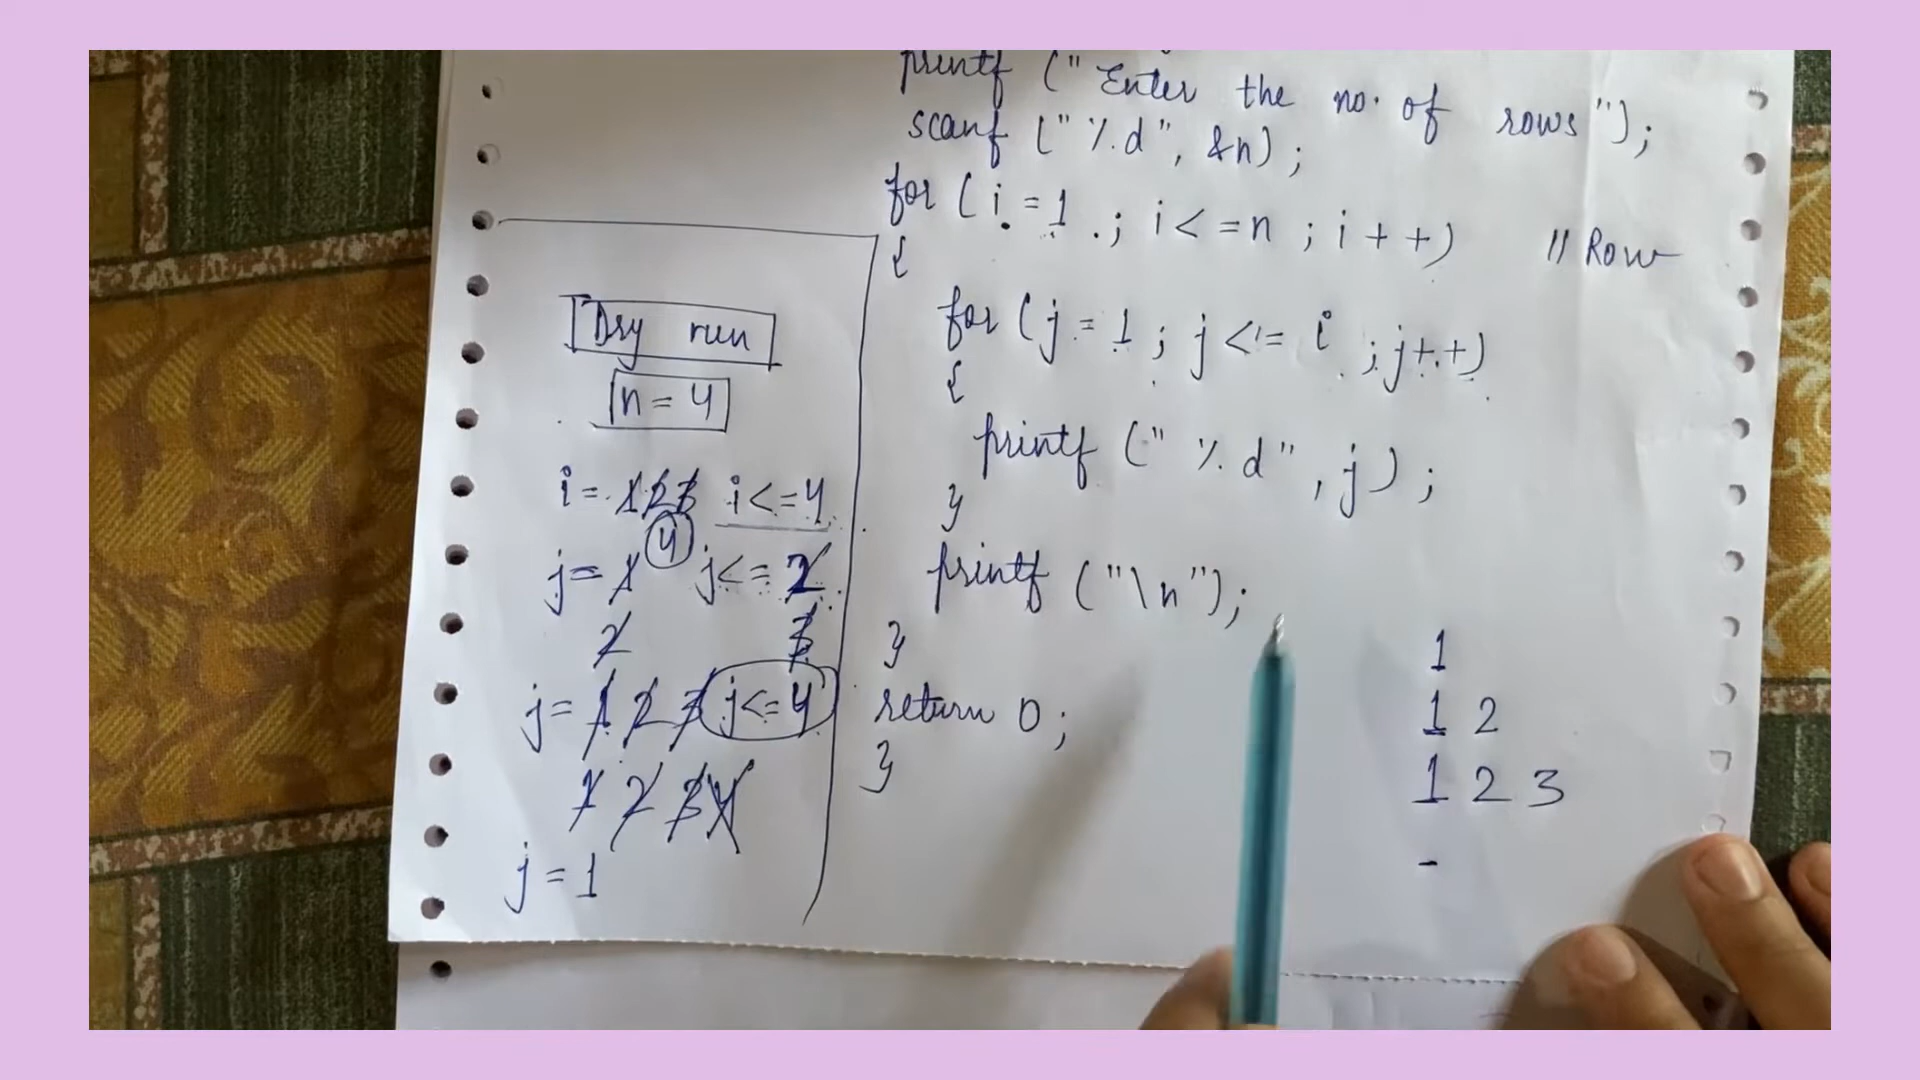 printf ("Enter the no. of rows");
scanf ("%d", &n);
for (i = 1 ; i < = n ; i + +) // Row
{
for (j = 1 ; j < = i ; j++)
{
printf ("%d", j);
}
printf ("\n");
}
return 0;
}
Dry run
n = 4
i = 1 2 3 i <= 4
4
j = 1 j <= 2
2 3
j = 1 2 3 j <= 4
1 2 3 4
j = 1
1
1 2
1 2 3
-